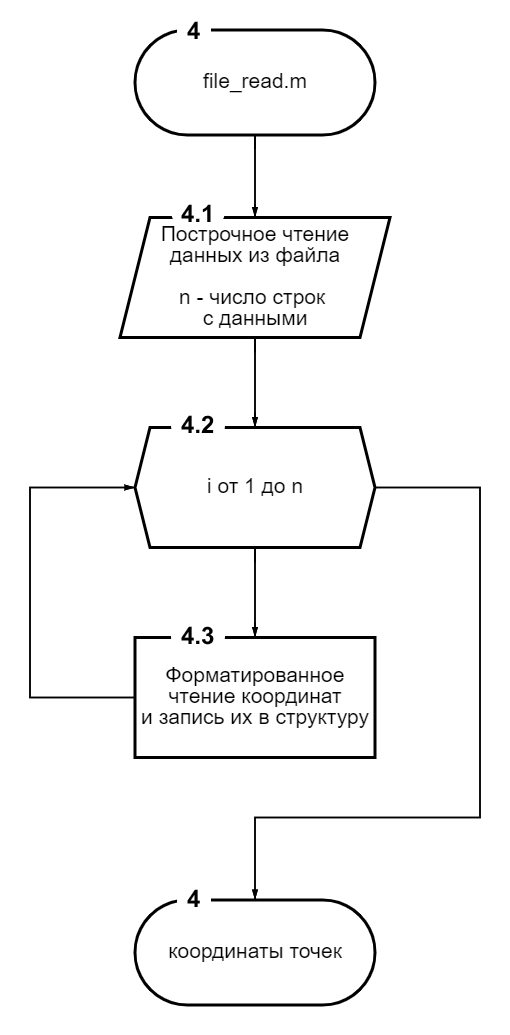 4
file_read.m
4.1
Построчное чтение
данных из файла
n - число строк
с данными
4.2
i от 1 до n
4.3
Форматированное
чтение координат
и запись их в структуру
4
координаты точек